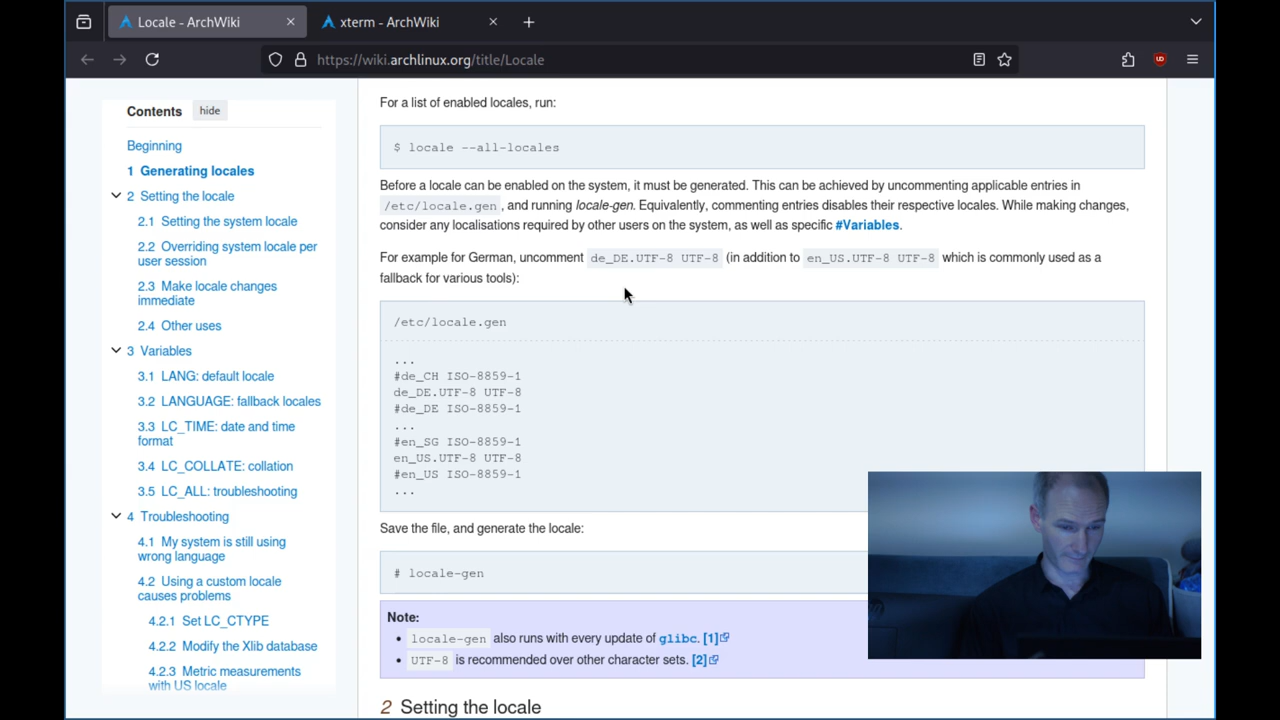 Locale - ArchWiki
xterm - ArchWiki
https://wiki.archlinux.org/title/Locale
Contents hide
Beginning
1 Generating locales
2 Setting the locale
2.1 Setting the system locale
2.2 Overriding system locale per
user session
2.3 Make locale changes
immediate
2.4 Other uses
3 Variables
3.1 LANG: default locale
3.2 LANGUAGE: fallback locales
3.3 LC_TIME: date and time
format
3.4 LC_COLLATE: collation
3.5 LC_ALL: troubleshooting
4 Troubleshooting
4.1 My system is still using
wrong language
4.2 Using a custom locale
causes problems
4.2.1 Set LC_CTYPE
4.2.2 Modify the Xlib database
4.2.3 Metric measurements
with US locale
For a list of enabled locales, run:
$ locale --all-locales
Before a locale can be enabled on the system, it must be generated. This can be achieved by uncommenting applicable entries in
/etc/locale.gen, and running locale-gen. Equivalently, commenting entries disables their respective locales. While making changes,
consider any localisations required by other users on the system, as well as specific #Variables.
For example for German, uncomment de_DE.UTF-8 UTF-8 (in addition to en_US.UTF-8 UTF-8 which is commonly used as a
fallback for various tools):
/etc/locale.gen
...
#de_CH ISO-8859-1
de_DE.UTF-8 UTF-8
#de_DE ISO-8859-1
...
#en_SG ISO-8859-1
en_US.UTF-8 UTF-8
#en_US ISO-8859-1
...
Save the file, and generate the locale:
# locale-gen
Note:
• locale-gen also runs with every update of glibc. [1]
• UTF-8 is recommended over other character sets. [2]
2 Setting the locale